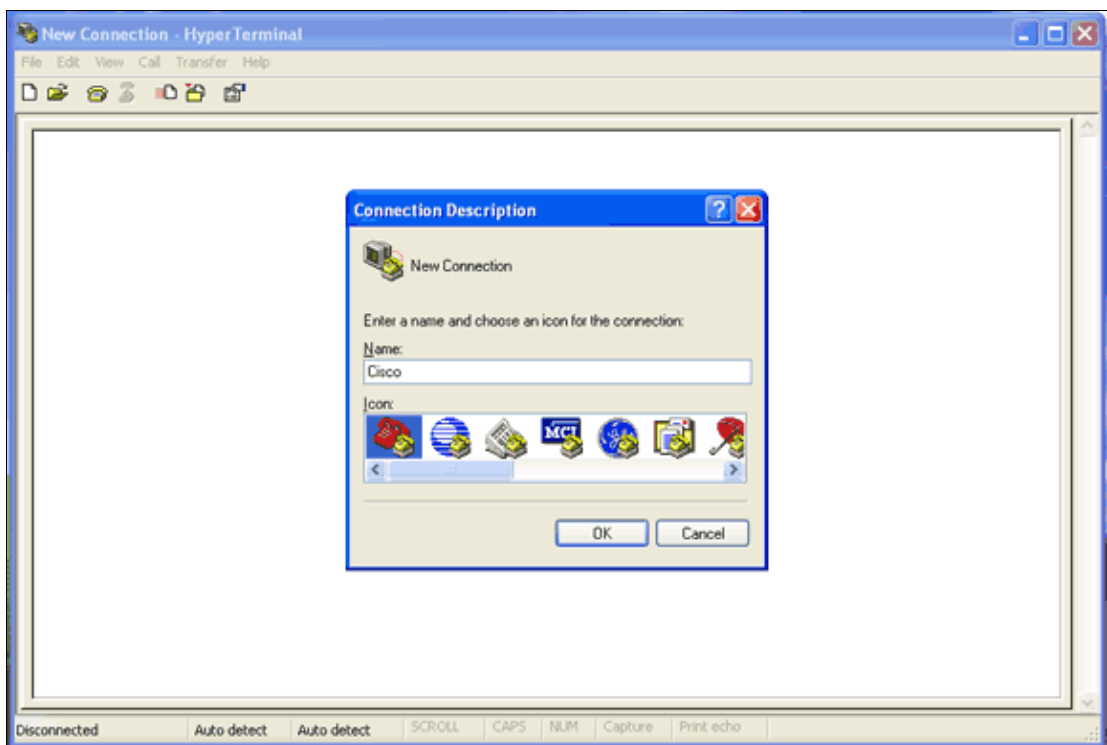 New Connection - HyperTerminal
File Edit View Call Transfer Help
Connection Description
New Connection
Enter a name and choose an icon for the connection:
Name:
Cisco
Icon:
MCI
OK Cancel
Disconnected Auto detect Auto detect SCROLL CAPS NUM Capture Print echo